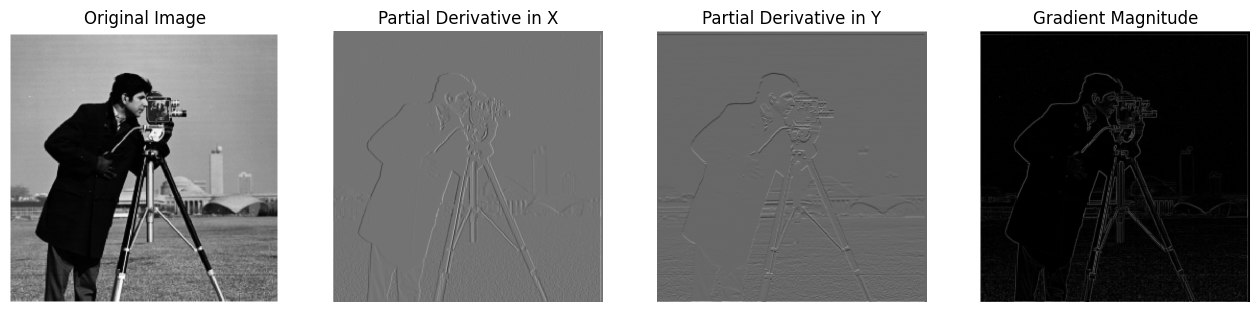 Original Image
Partial Derivative in X
Partial Derivative in Y
Gradient Magnitude